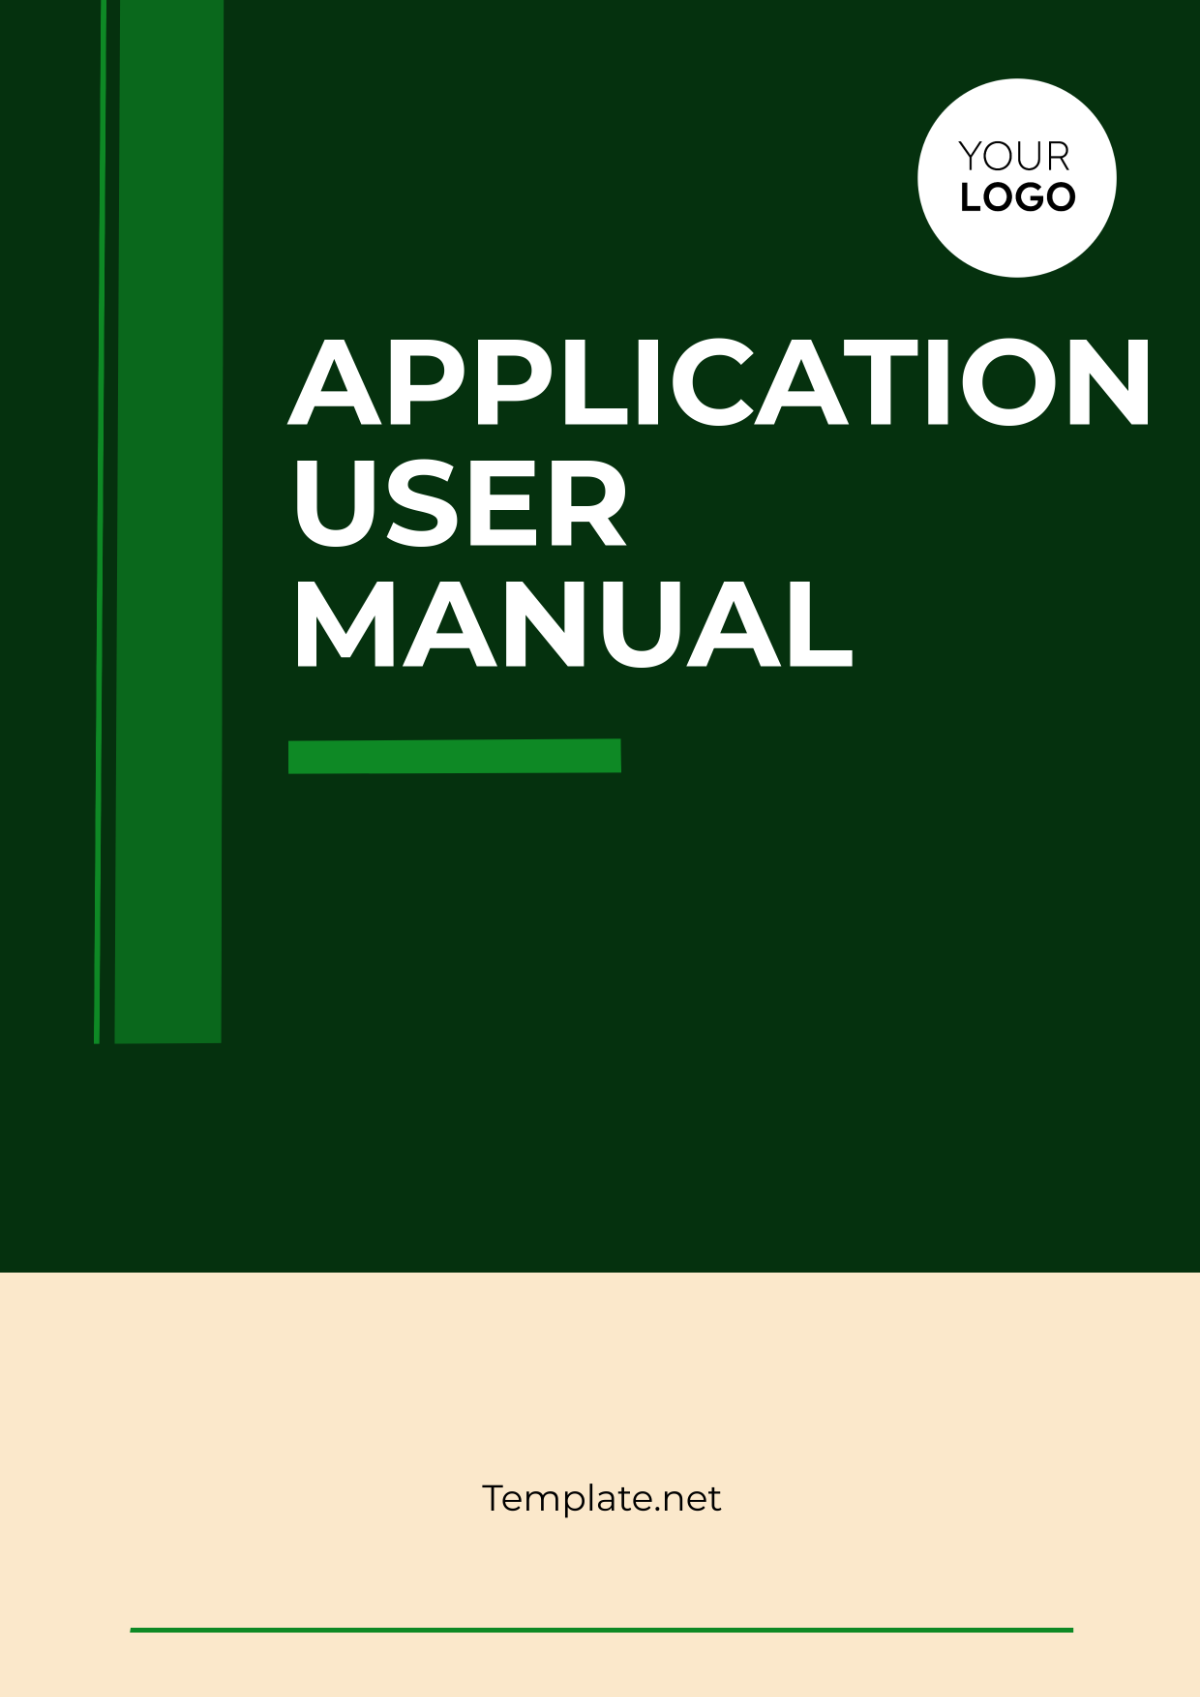 YOUR
LOGO
APPLICATION
USER
MANUAL
Template.net